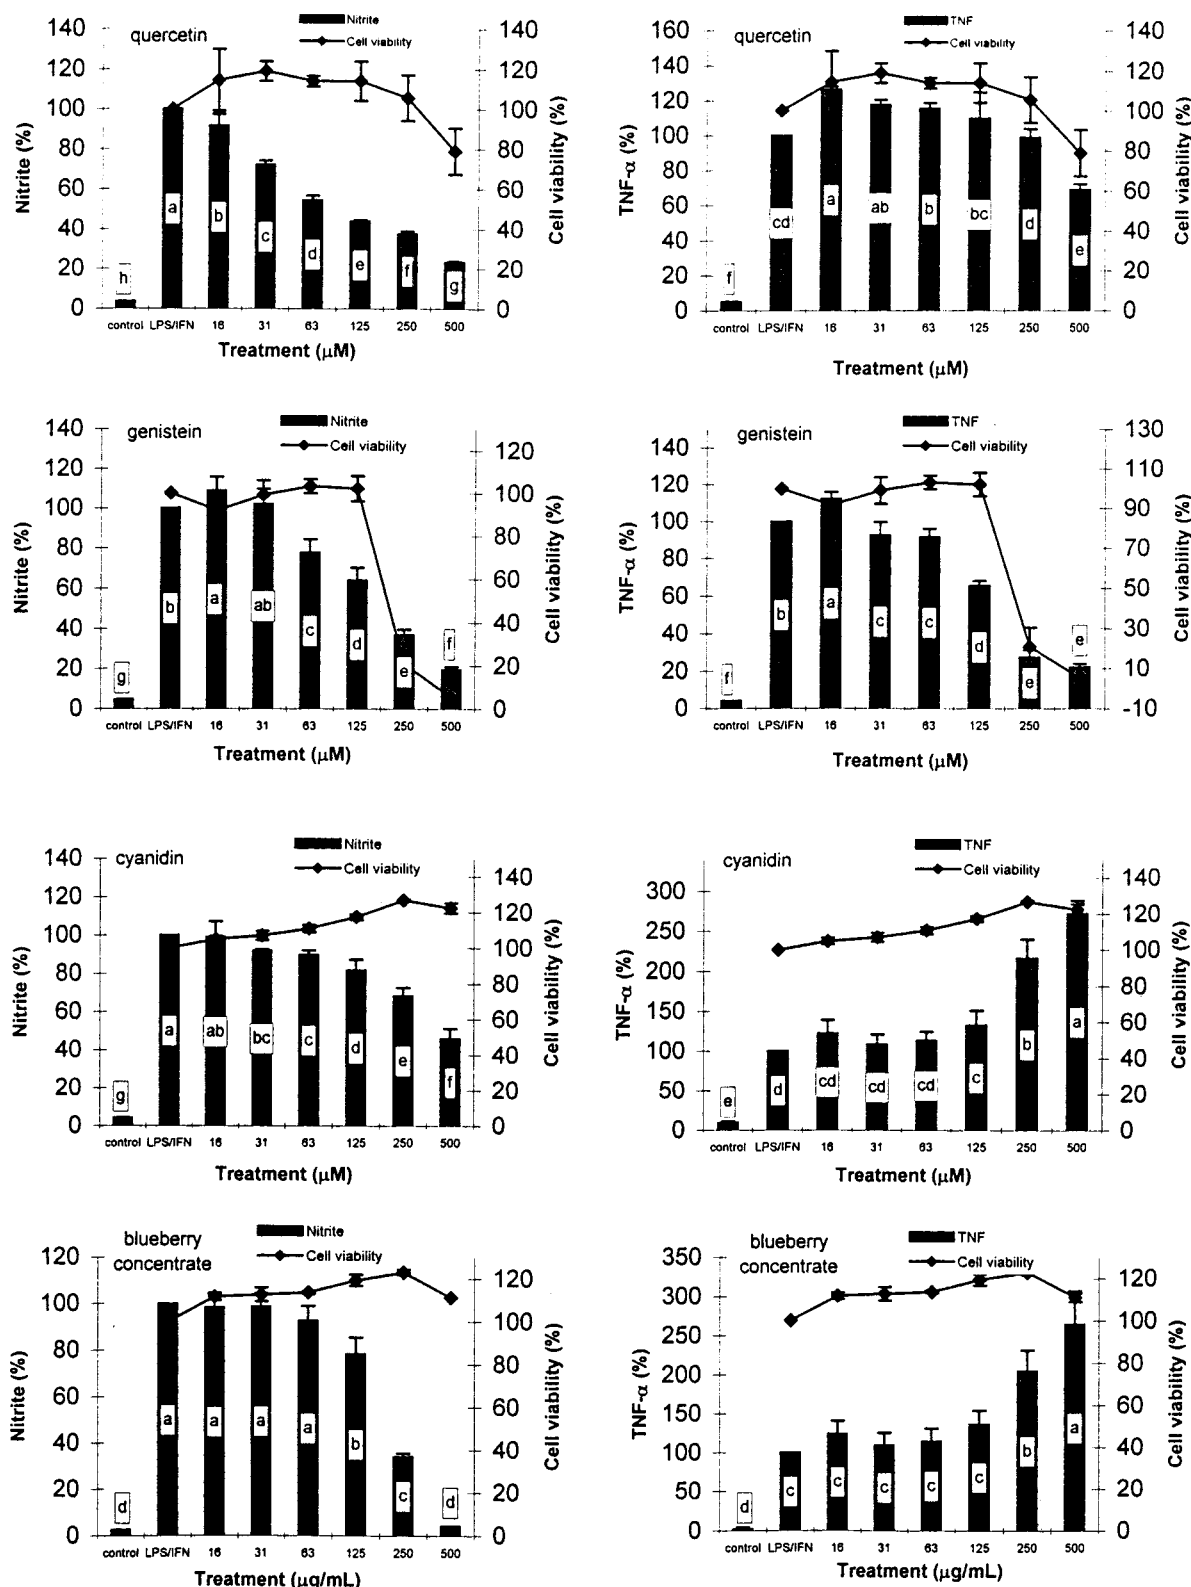 quercetin
Nitrite
Cell viability
140 120 100 80 60 40 20 0
Nitrite (%)
a b c d e f g h
140 120 100 80 60 40 20 0
Cell viability (%)
control LPS/IFN 16 31 63 125 250 500
Treatment (μM)
quercetin
TNF
Cell viability
160 140 120 100 80 60 40 20 0
TNF-α (%)
f cd a ab b bc d e
140 120 100 80 60 40 20 0
Cell viability (%)
control LPS/IFN 16 31 63 125 250 500
Treatment (μM)
genistein
Nitrite
Cell viability
140 120 100 80 60 40 20 0
Nitrite (%)
g b a ab c d e f
120 100 80 60 40 20 0
Cell viability (%)
control LPS/IFN 16 31 63 125 250 500
Treatment (μM)
genistein
TNF
Cell viability
140 120 100 80 60 40 20 0
TNF-α (%)
f b a c c d e e
130 110 90 70 50 30 10 -10
Cell viability (%)
control LPS/IFN 16 31 63 125 250 500
Treatment (μM)
cyanidin
Nitrite
Cell viability
140 120 100 80 60 40 20 0
Nitrite (%)
g a ab bc c d e f
140 120 100 80 60 40 20 0
Cell viability (%)
control LPS/IFN 16 31 63 125 250 500
Treatment (μM)
cyanidin
TNF
Cell viability
300 250 200 150 100 50 0
TNF-α (%)
e d cd cd cd c b a
140 120 100 80 60 40 20 0
Cell viability (%)
control LPS/IFN 16 31 63 125 250 500
Treatment (μM)
blueberry
concentrate
Nitrite
Cell viability
120 100 80 60 40 20 0
Nitrite (%)
d a a a a b c d
120 100 80 60 40 20 0
Cell viability (%)
control LPS/IFN 16 31 63 125 250 500
Treatment (μg/mL)
blueberry
concentrate
TNF
Cell viability
350 300 250 200 150 100 50 0
TNF-α (%)
d c c c c c b a
120 100 80 60 40 20 0
Cell viability (%)
control LPS/IFN 16 31 63 125 250 500
Treatment (μg/mL)